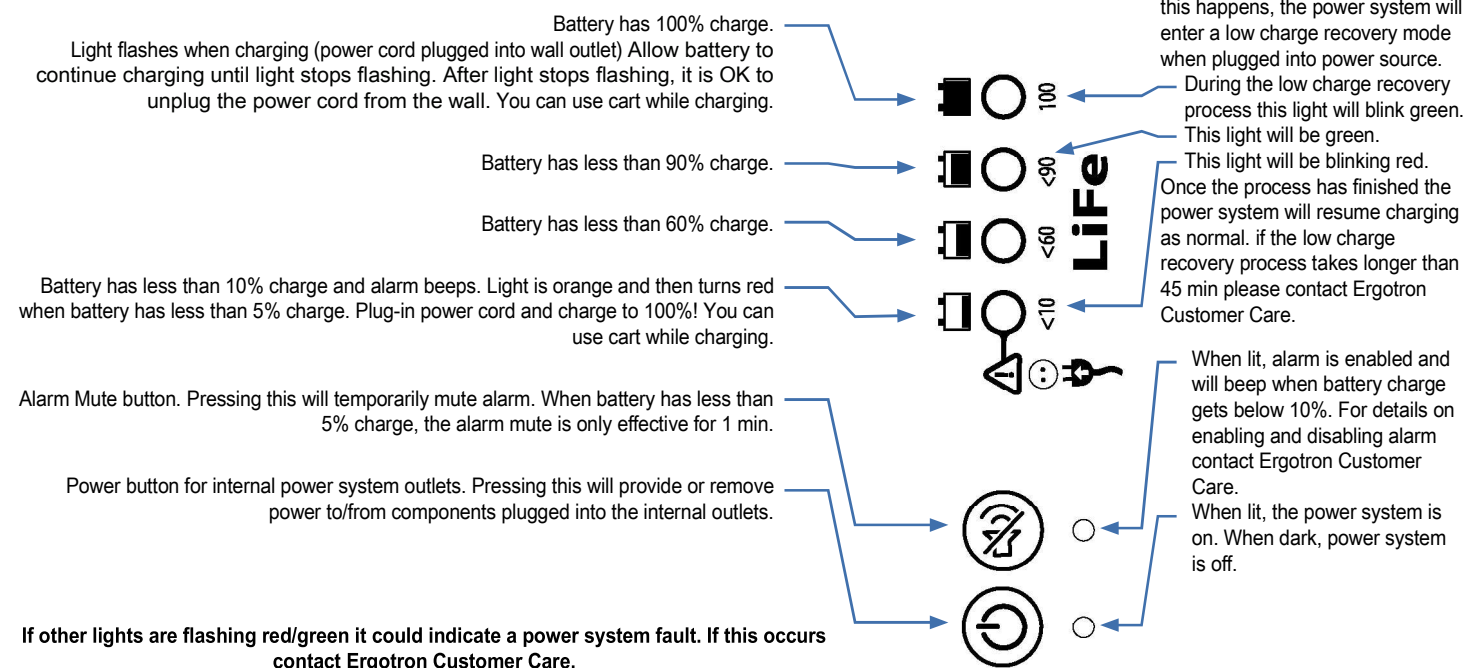 Battery has 100% charge.
Light flashes when charging (power cord plugged into wall outlet) Allow battery to
continue charging until light stops flashing. After light stops flashing, it is OK to
unplug the power cord from the wall. You can use cart while charging.
Battery has less than 90% charge.
Battery has less than 60% charge.
Battery has less than 10% charge and alarm beeps. Light is orange and then turns red
when battery has less than 5% charge. Plug-in power cord and charge to 100%! You can
use cart while charging.
Alarm Mute button. Pressing this will temporarily mute alarm. When battery has less than
5% charge, the alarm mute is only effective for 1 min.
Power button for internal power system outlets. Pressing this will provide or remove
power to/from components plugged into the internal outlets.
If other lights are flashing red/green it could indicate a power system fault. If this occurs
contact Ergotron Customer Care.
100
<90
<60
<10
LiFe
this happens, the power system will
enter a low charge recovery mode
when plugged into power source.
During the low charge recovery
process this light will blink green.
This light will be green.
This light will be blinking red.
Once the process has finished the
power system will resume charging
as normal. if the low charge
recovery process takes longer than
45 min please contact Ergotron
Customer Care.
When lit, alarm is enabled and
will beep when battery charge
gets below 10%. For details on
enabling and disabling alarm
contact Ergotron Customer
Care.
When lit, the power system is
on. When dark, power system
is off.